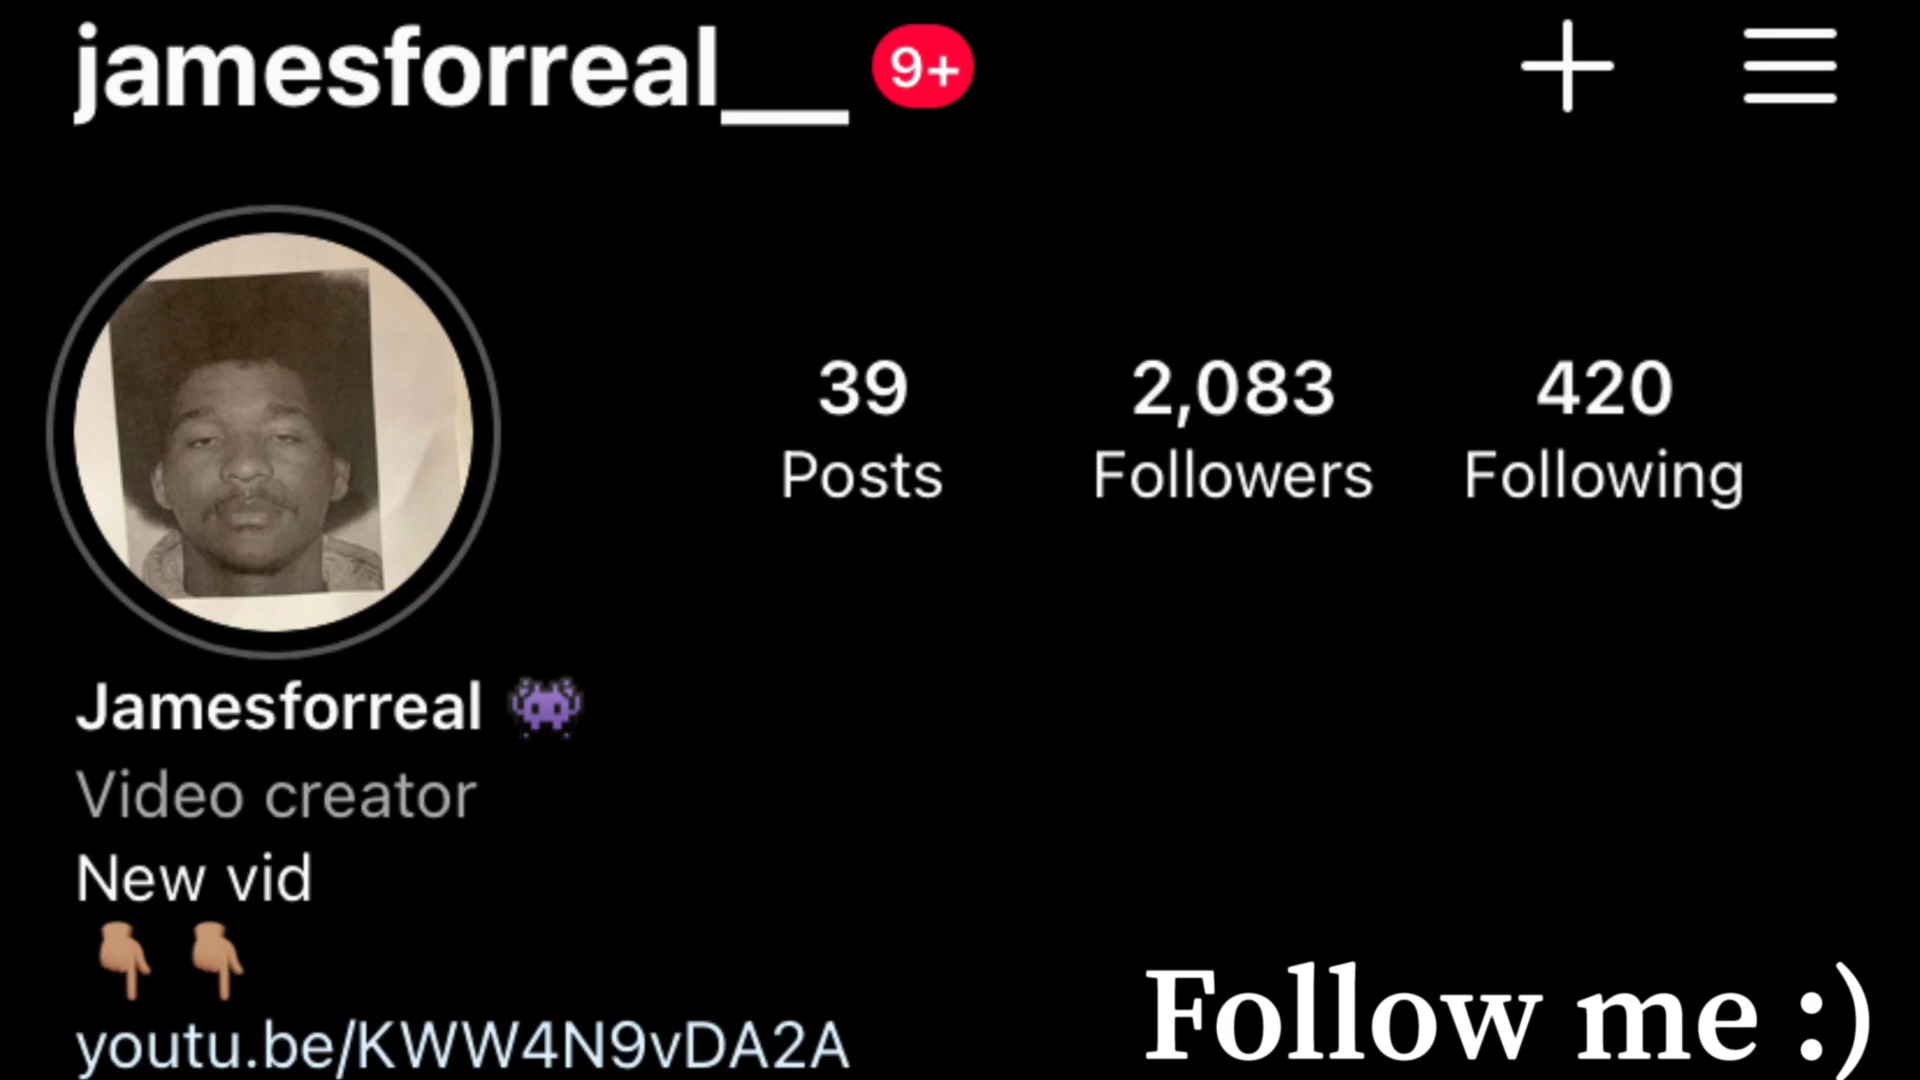 jamesforreal__ 9+
39 2,083 420
Posts Followers Following
Jamesforreal 👾
Video creator
New vid
👇🏽 👇🏽
youtu.be/KWW4N9vDA2A
Follow me :)